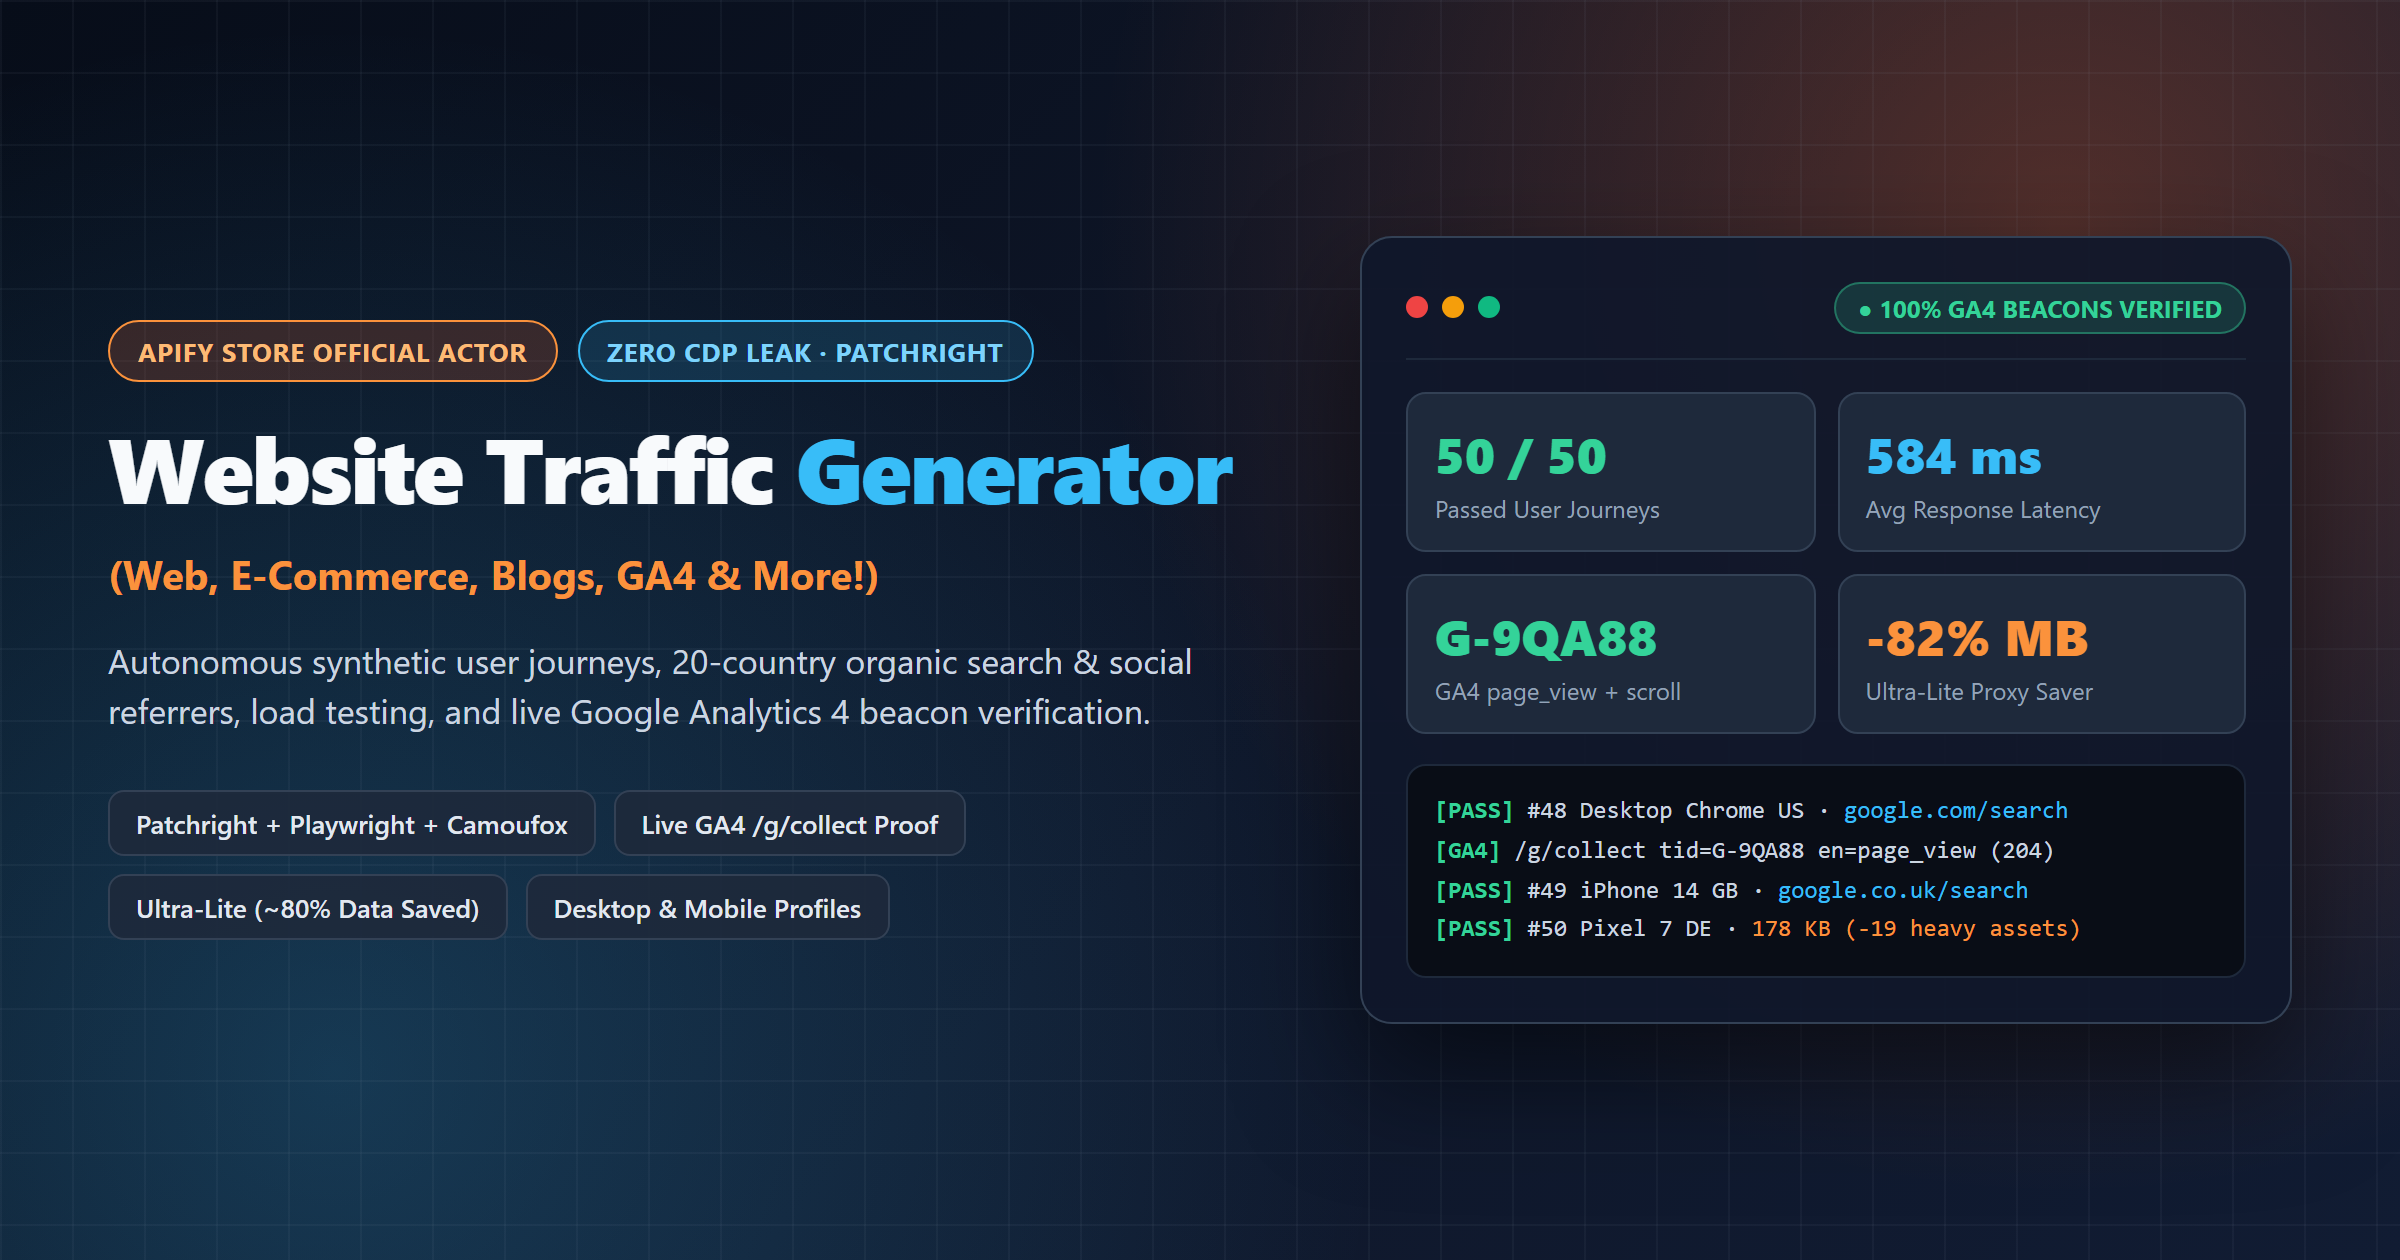 APIFY STORE OFFICIAL ACTOR
ZERO CDP LEAK · PATCHRIGHT
Website Traffic Generator
(Web, E-Commerce, Blogs, GA4 & More!)
Autonomous synthetic user journeys, 20-country organic search & social
referrers, load testing, and live Google Analytics 4 beacon verification.
Patchright + Playwright + Camoufox
Live GA4 /g/collect Proof
Ultra-Lite (~80% Data Saved)
Desktop & Mobile Profiles
● 100% GA4 BEACONS VERIFIED
50 / 50
Passed User Journeys
584 ms
Avg Response Latency
G-9QA88
GA4 page_view + scroll
-82% MB
Ultra-Lite Proxy Saver
[PASS] #48 Desktop Chrome US · google.com/search
[GA4] /g/collect tid=G-9QA88 en=page_view (204)
[PASS] #49 iPhone 14 GB · google.co.uk/search
[PASS] #50 Pixel 7 DE · 178 KB (-19 heavy assets)